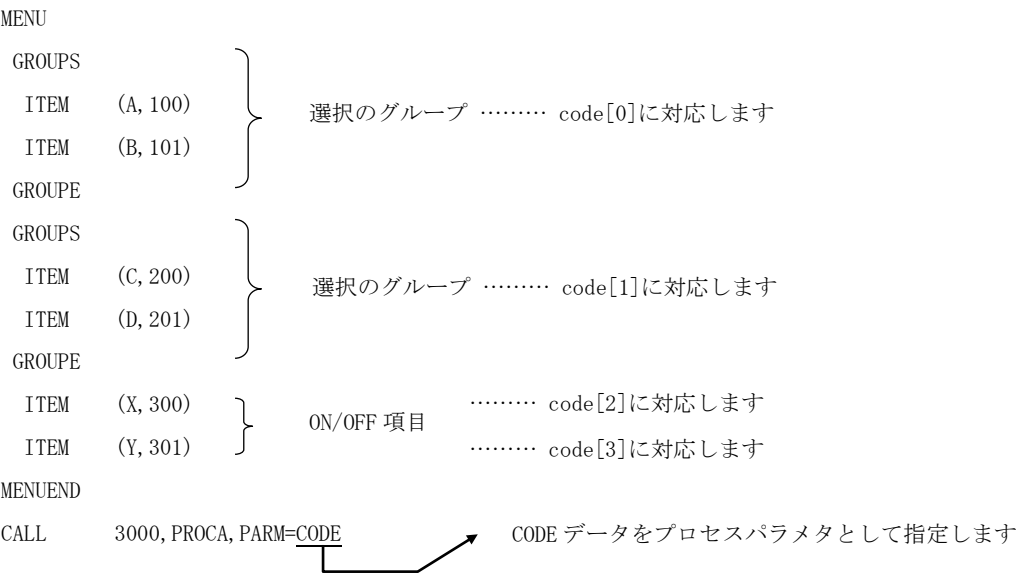 MENU
GROUPS
ITEM (A,100)
選択のグループ ……… code[0]に対応します
ITEM (B,101)
GROUPE
GROUPS
ITEM (C,200)
選択のグループ ……… code[1]に対応します
ITEM (D,201)
GROUPE
ITEM (X,300) ……… code[2]に対応します
ON/OFF 項目
ITEM (Y,301) ……… code[3]に対応します
MENUEND
CALL 3000,PROCA,PARM=CODE CODE データをプロセスパラメタとして指定します